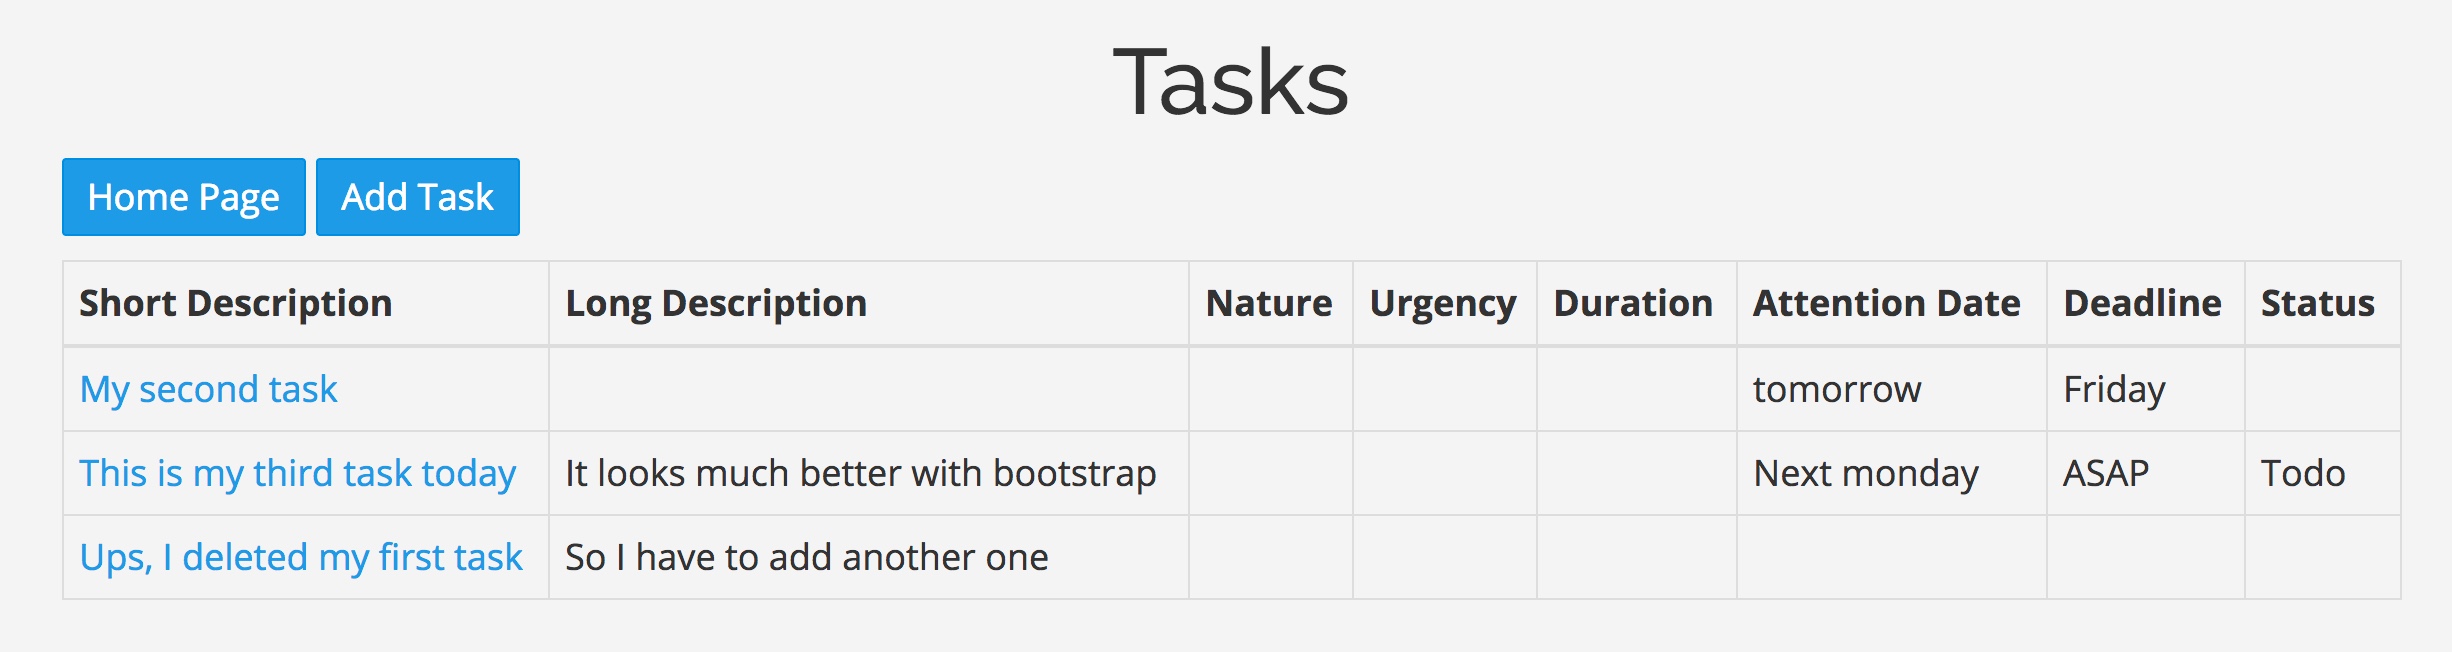 Tasks
Home Page Add Task
Short Description Long Description Nature Urgency Duration Attention Date Deadline Status
My second task tomorrow Friday
This is my third task today It looks much better with bootstrap Next monday ASAP Todo
Ups, I deleted my first task So I have to add another one